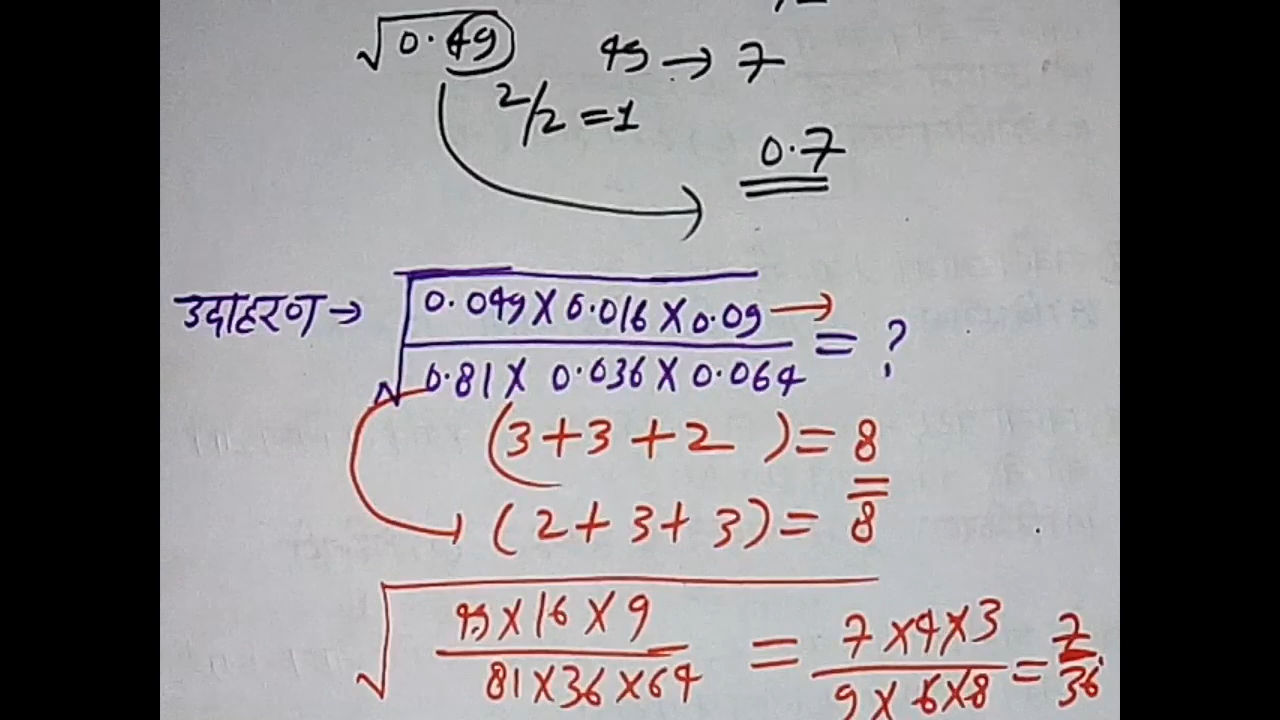 √0.49 49 → 7
2/2 = 1
0.7
उदाहरण → √(0.049 X 0.016 X 0.09 / 0.81 X 0.036 X 0.064) = ?
(3+3+2) = 8
(2+3+3) = 8
√(49 X 16 X 9 / 81 X 36 X 64) = 7 X 4 X 3 / 9 X 6 X 8 = 7/36